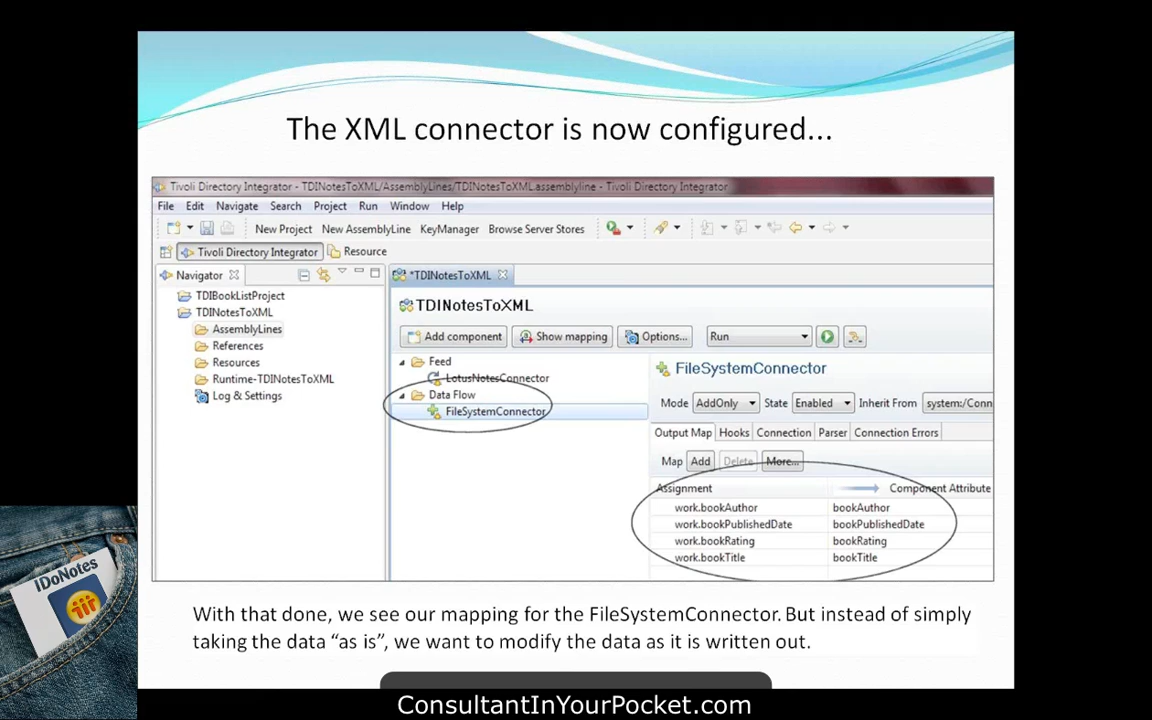 The XML connector is now configured...
Tivoli Directory Integrator - TDINotesToXML/AssemblyLines/TDINotesToXML.assemblyline - Tivoli Directory Integrator
File Edit Navigate Search Project Run Window Help
New Project New AssemblyLine KeyManager Browse Server Stores
Tivoli Directory Integrator Resource
Navigator *TDINotesToXML
TDIBookListProject
TDINotesToXML
AssemblyLines
References
Resources
Runtime-TDINotesToXML
Log & Settings
TDINotesToXML
Add component Show mapping Options... Run
Feed
LotusNotesConnector
Data Flow
FileSystemConnector
FileSystemConnector
Mode AddOnly State Enabled Inherit From system:/Conn
Output Map Hooks Connection Parser Connection Errors
Map Add Delete More...
Assignment Component Attribute
work.bookAuthor bookAuthor
work.bookPublishedDate bookPublishedDate
work.bookRating bookRating
work.bookTitle bookTitle
With that done, we see our mapping for the FileSystemConnector. But instead of simply
taking the data “as is”, we want to modify the data as it is written out.
IDoNotes
ConsultantInYourPocket.com